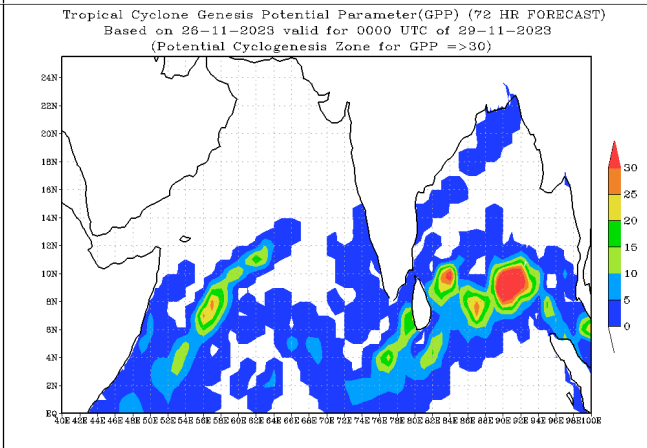 Tropical Cyclone Genesis Potential Parameter(GPP) (72 HR FORECAST)
Based on 26-11-2023 valid for 0000 UTC of 29-11-2023
(Potential Cyclogenesis Zone for GPP =>30)
24N
22N
20N
18N
16N
14N
12N
10N
8N
6N
4N
2N
EQ
40E 42E 44E 46E 48E 50E 52E 54E 56E 58E 60E 62E 64E 66E 68E 70E 72E 74E 76E 78E 80E 82E 84E 86E 88E 90E 92E 94E 96E 98E 100E
30
25
20
15
10
5
0